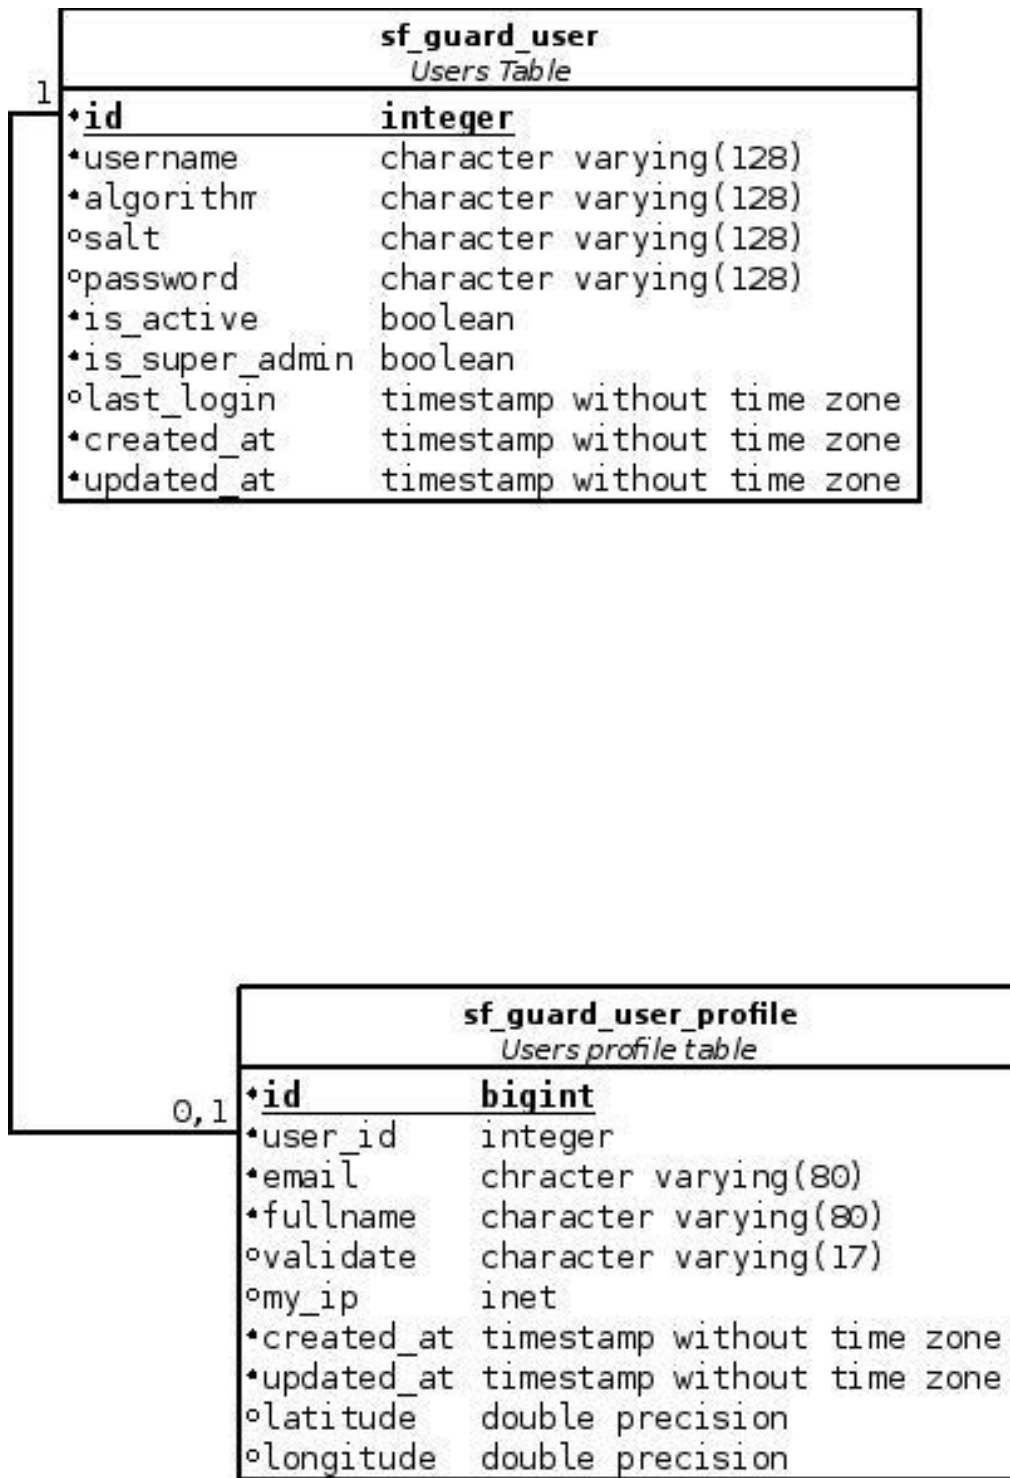 sf_guard_user
Users Table
1
id integer
username character varying(128)
algorithm character varying(128)
salt character varying(128)
password character varying(128)
is_active boolean
is_super_admin boolean
last_login timestamp without time zone
created_at timestamp without time zone
updated_at timestamp without time zone
sf_guard_user_profile
Users profile table
0,1
id bigint
user_id integer
email chracter varying(80)
fullname character varying(80)
validate character varying(17)
my_ip inet
created_at timestamp without time zone
updated_at timestamp without time zone
latitude double precision
longitude double precision